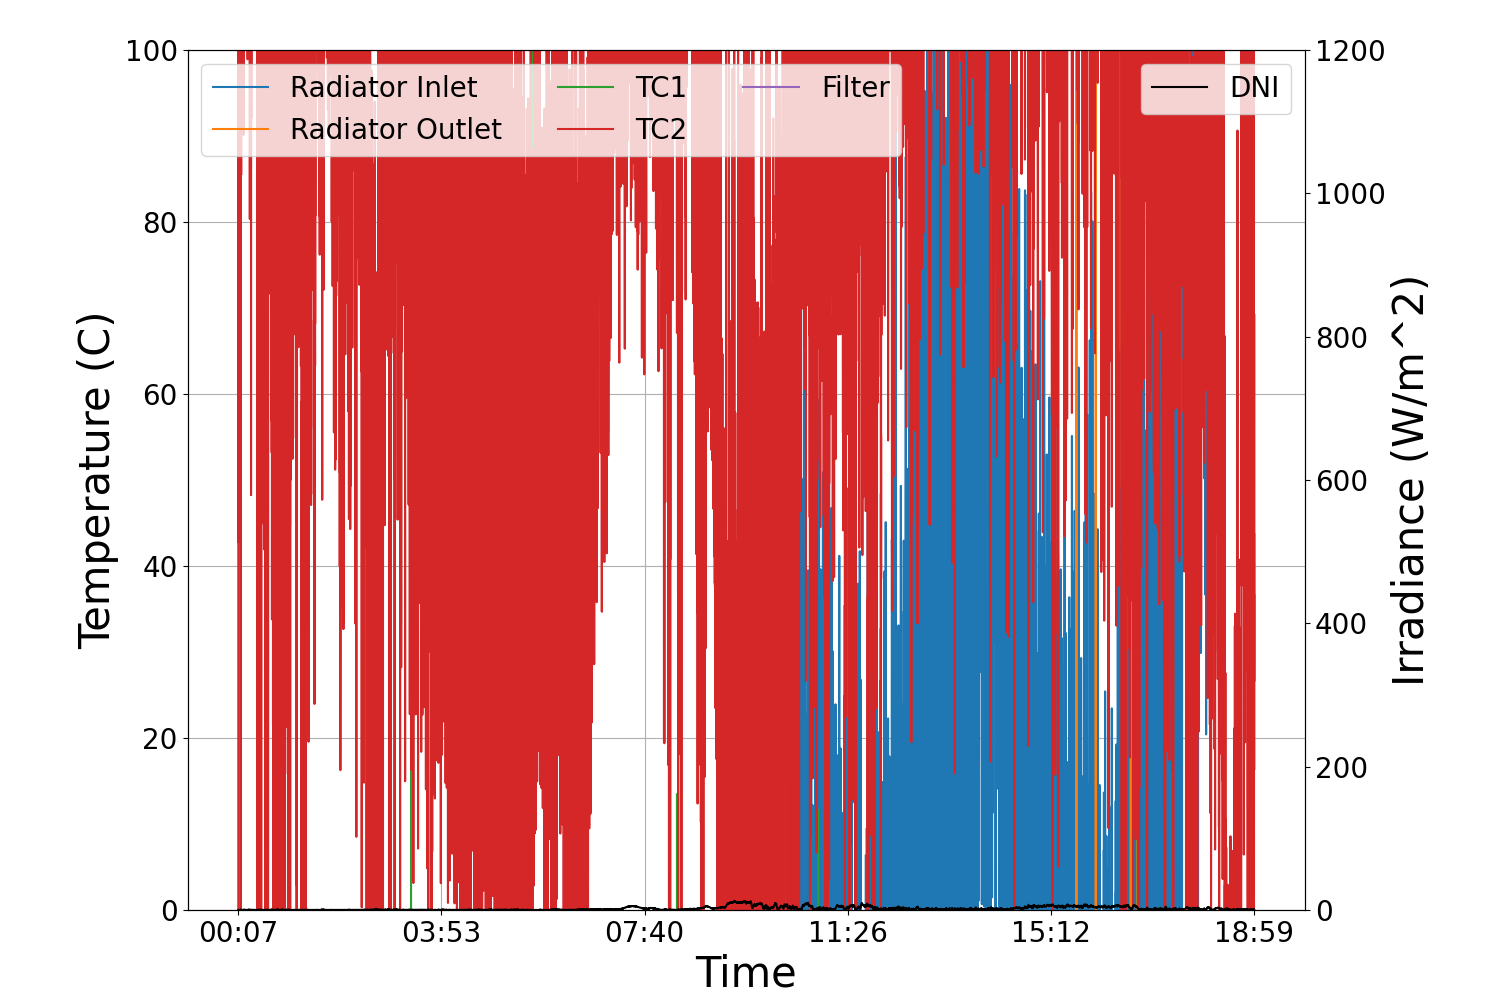 Temperature (C)
100
80
60
40
20
0
Radiator Inlet
Radiator Outlet
TC1
TC2
Filter
DNI
1200
1000
800
600
400
200
0
Irradiance (W/m^2)
00:07 03:53 07:40 11:26 15:12 18:59
Time